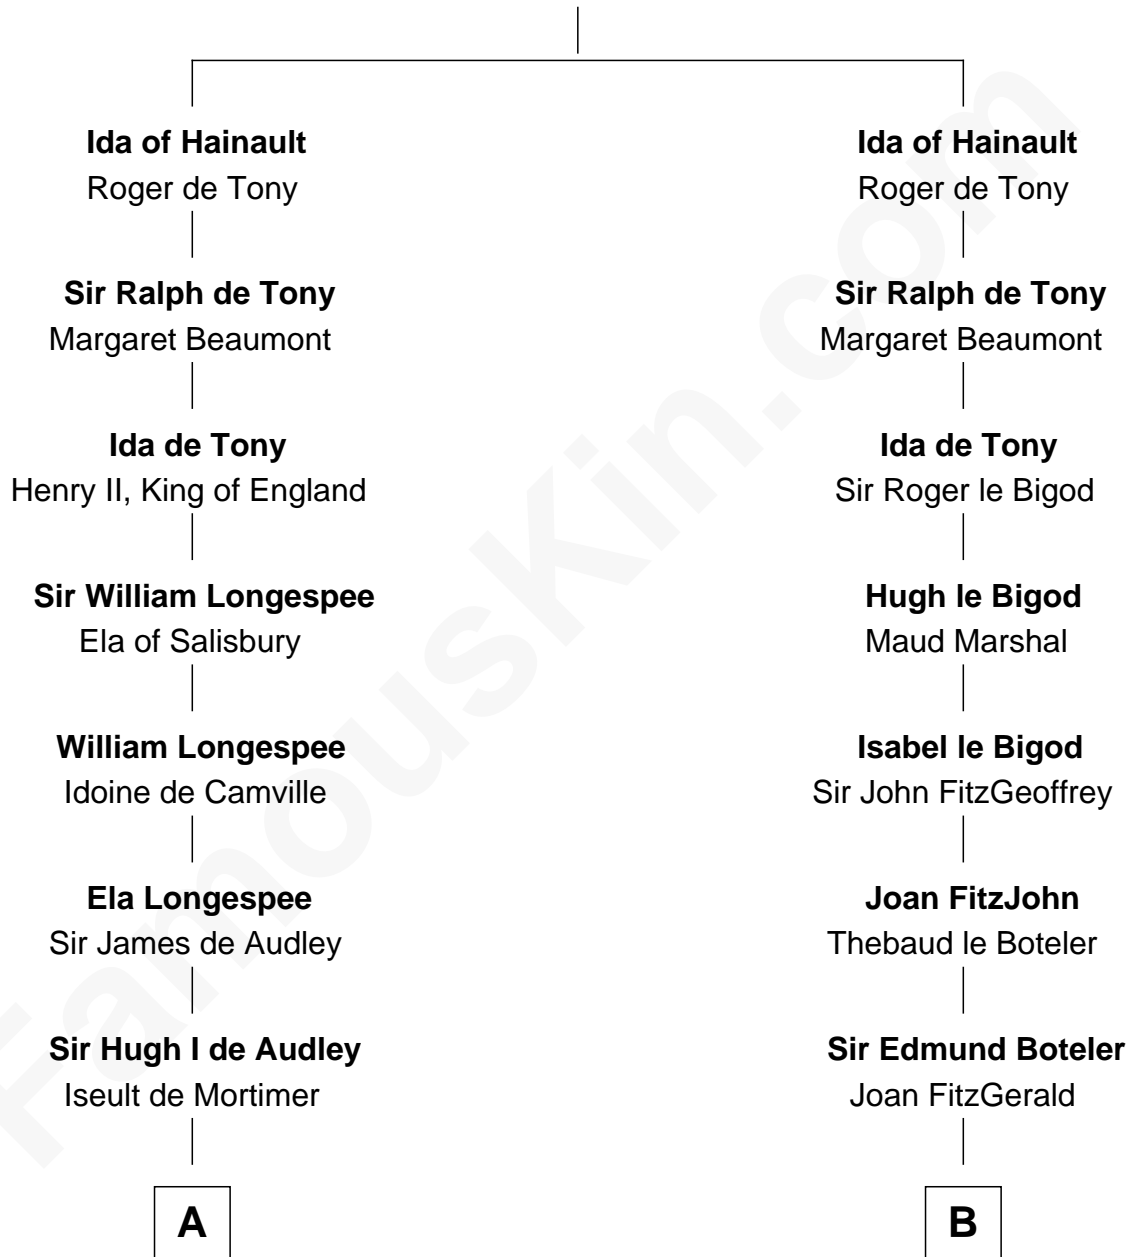 Ida of Hainault
Roger de Tony
Sir Ralph de Tony
Margaret Beaumont
Ida de Tony
Henry II, King of England
Sir William Longespee
Ela of Salisbury
William Longespee
Idoine de Camville
Ela Longespee
Sir James de Audley
Sir Hugh I de Audley
Iseult de Mortimer
A
Ida of Hainault
Roger de Tony
Sir Ralph de Tony
Margaret Beaumont
Ida de Tony
Sir Roger le Bigod
Hugh le Bigod
Maud Marshal
Isabel le Bigod
Sir John FitzGeoffrey
Joan FitzJohn
Thebaud le Boteler
Sir Edmund Boteler
Joan FitzGerald
B
FamousKin.com